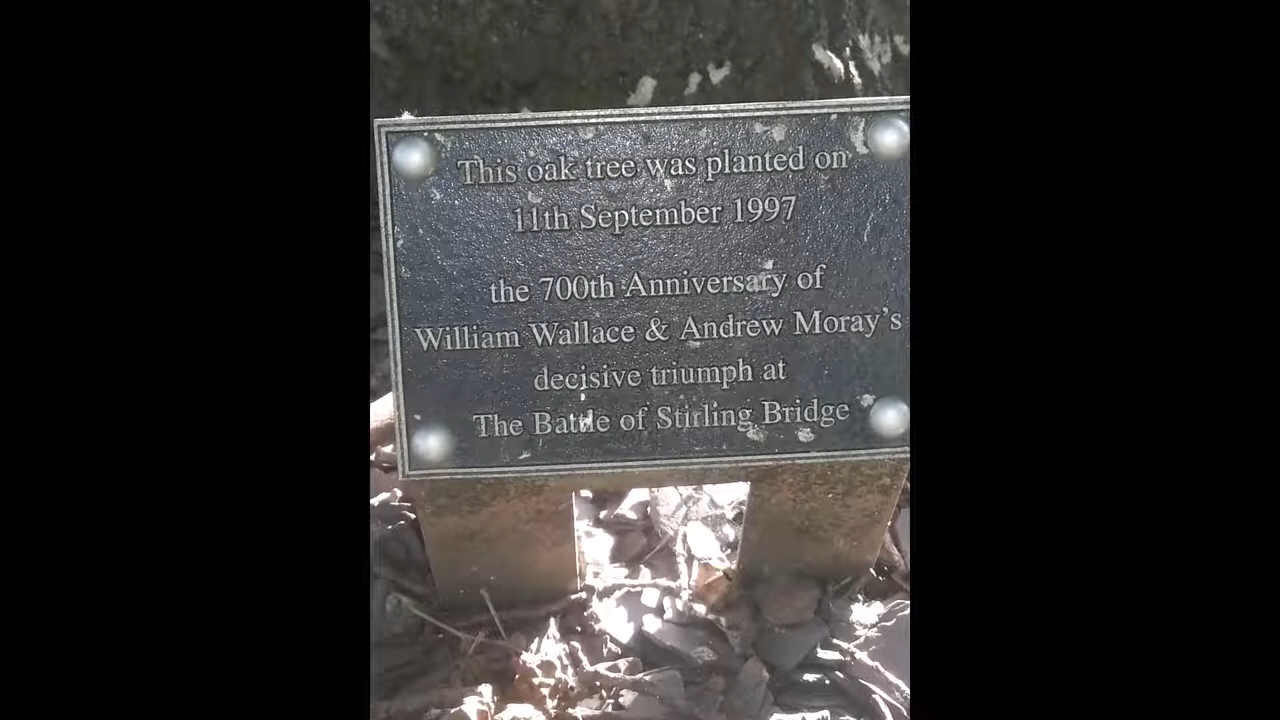 This oak tree was planted on
11th September 1997
the 700th Anniversary of
William Wallace & Andrew Moray's
decisive triumph at
The Battle of Stirling Bridge